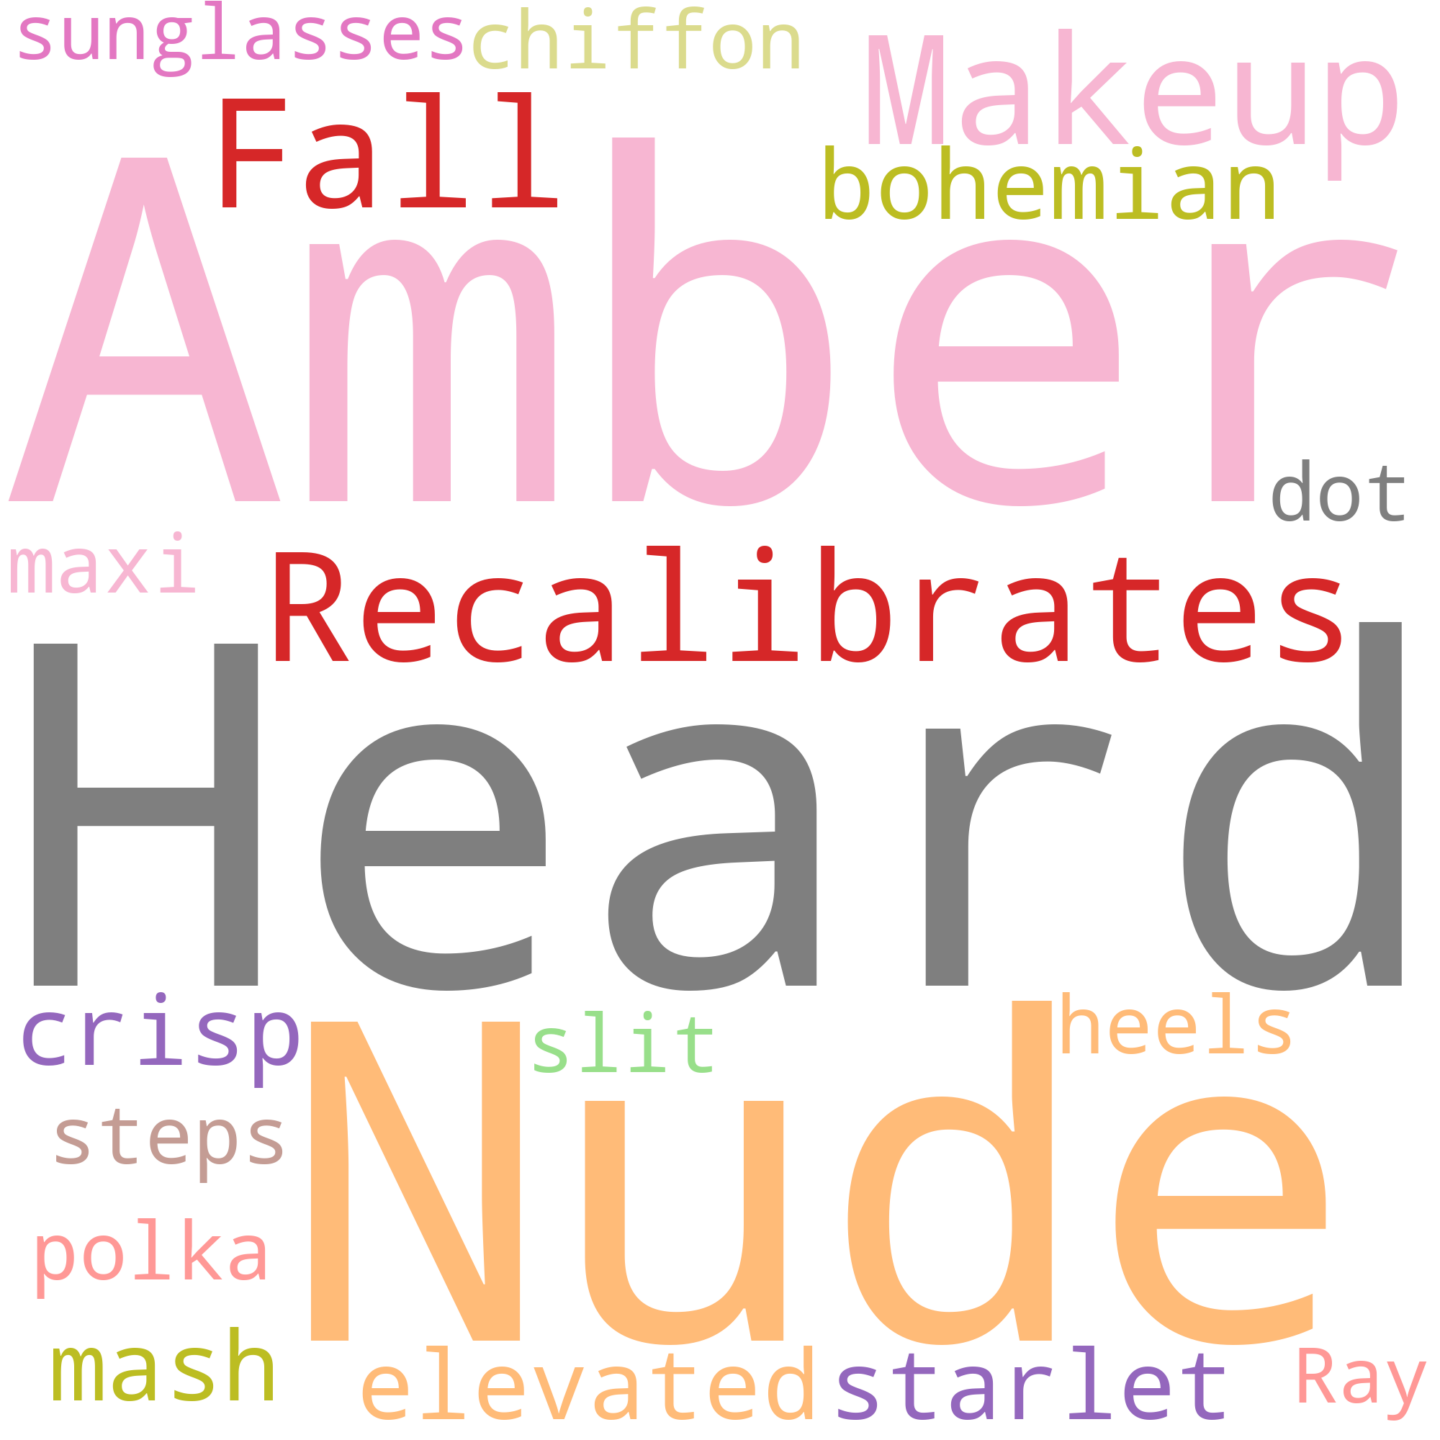 sunglasses chiffon
Makeup
Fall
bohemian
Amber
dot
maxi
Recalibrates
Heard
crisp
slit
heels
Nude
steps
polka
mash
elevated starlet Ray